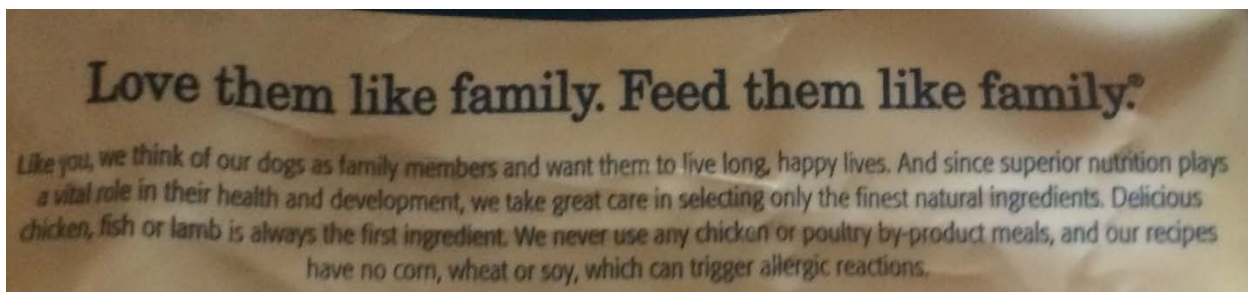 Love them like family. Feed them like family.®
Like you, we think of our dogs as family members and want them to live long, happy lives. And since superior nutrition plays
a vital role in their health and development, we take great care in selecting only the finest natural ingredients. Delicious
chicken, fish or lamb is always the first ingredient. We never use any chicken or poultry by-product meals, and our recipes
have no corn, wheat or soy, which can trigger allergic reactions.